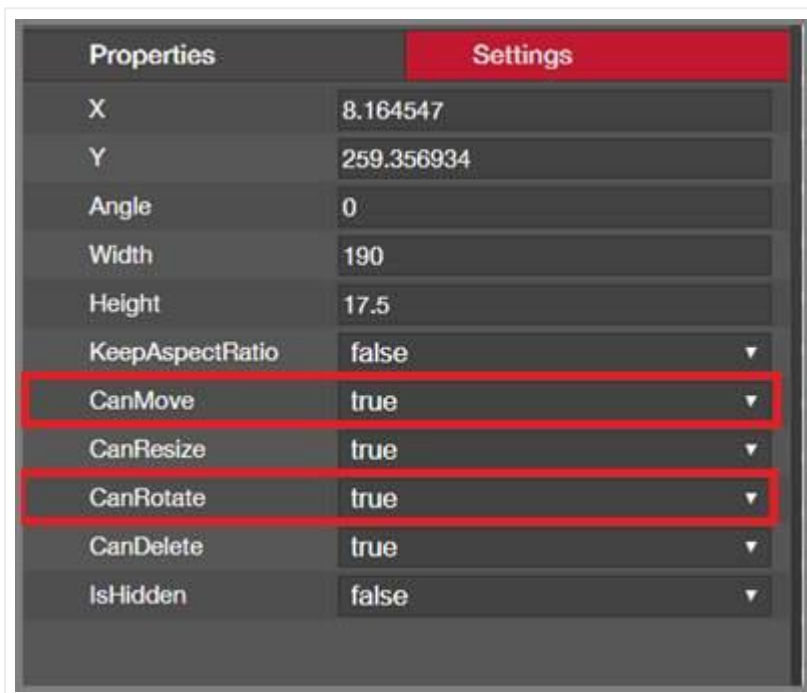 Properties Settings
X 8.164547
Y 259.356934
Angle 0
Width 190
Height 17.5
KeepAspectRatio false
CanMove true
CanResize true
CanRotate true
CanDelete true
IsHidden false